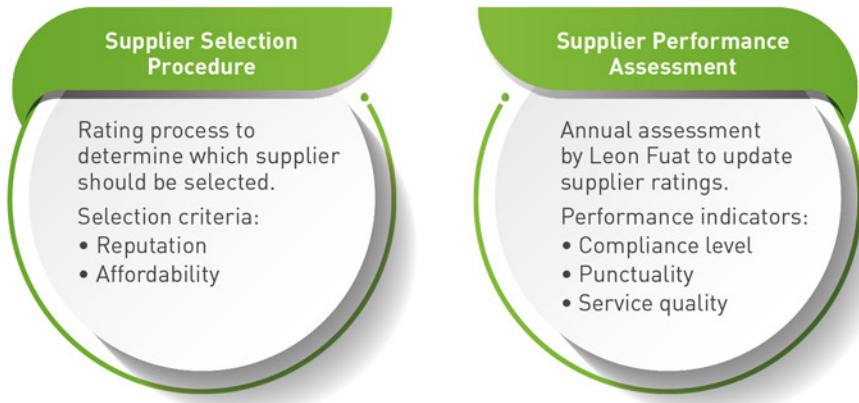 Supplier Selection
Procedure
Rating process to
determine which supplier
should be selected.
Selection criteria:
• Reputation
• Affordability
Supplier Performance
Assessment
Annual assessment
by Leon Fuat to update
supplier ratings.
Performance indicators:
• Compliance level
• Punctuality
• Service quality